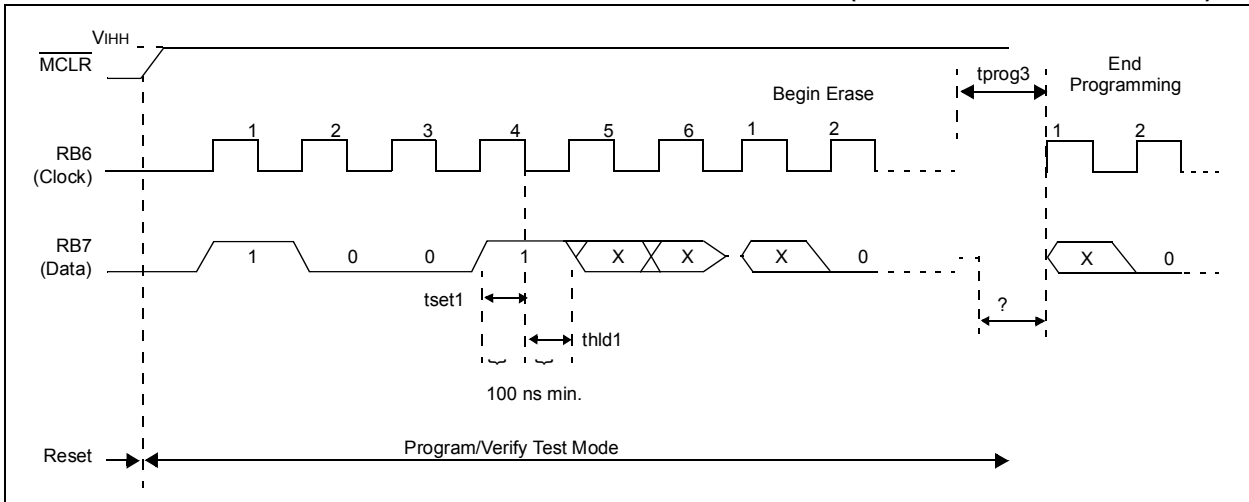 VIHH
MCLR
tprog3
End
Programming
Begin Erase
1 2 3 4 5 6 1 2 1 2
RB6
(Clock)
RB7
(Data)
1 0 0 1 X X X 0 X 0
tset1
?
thld1
100 ns min.
Reset
Program/Verify Test Mode